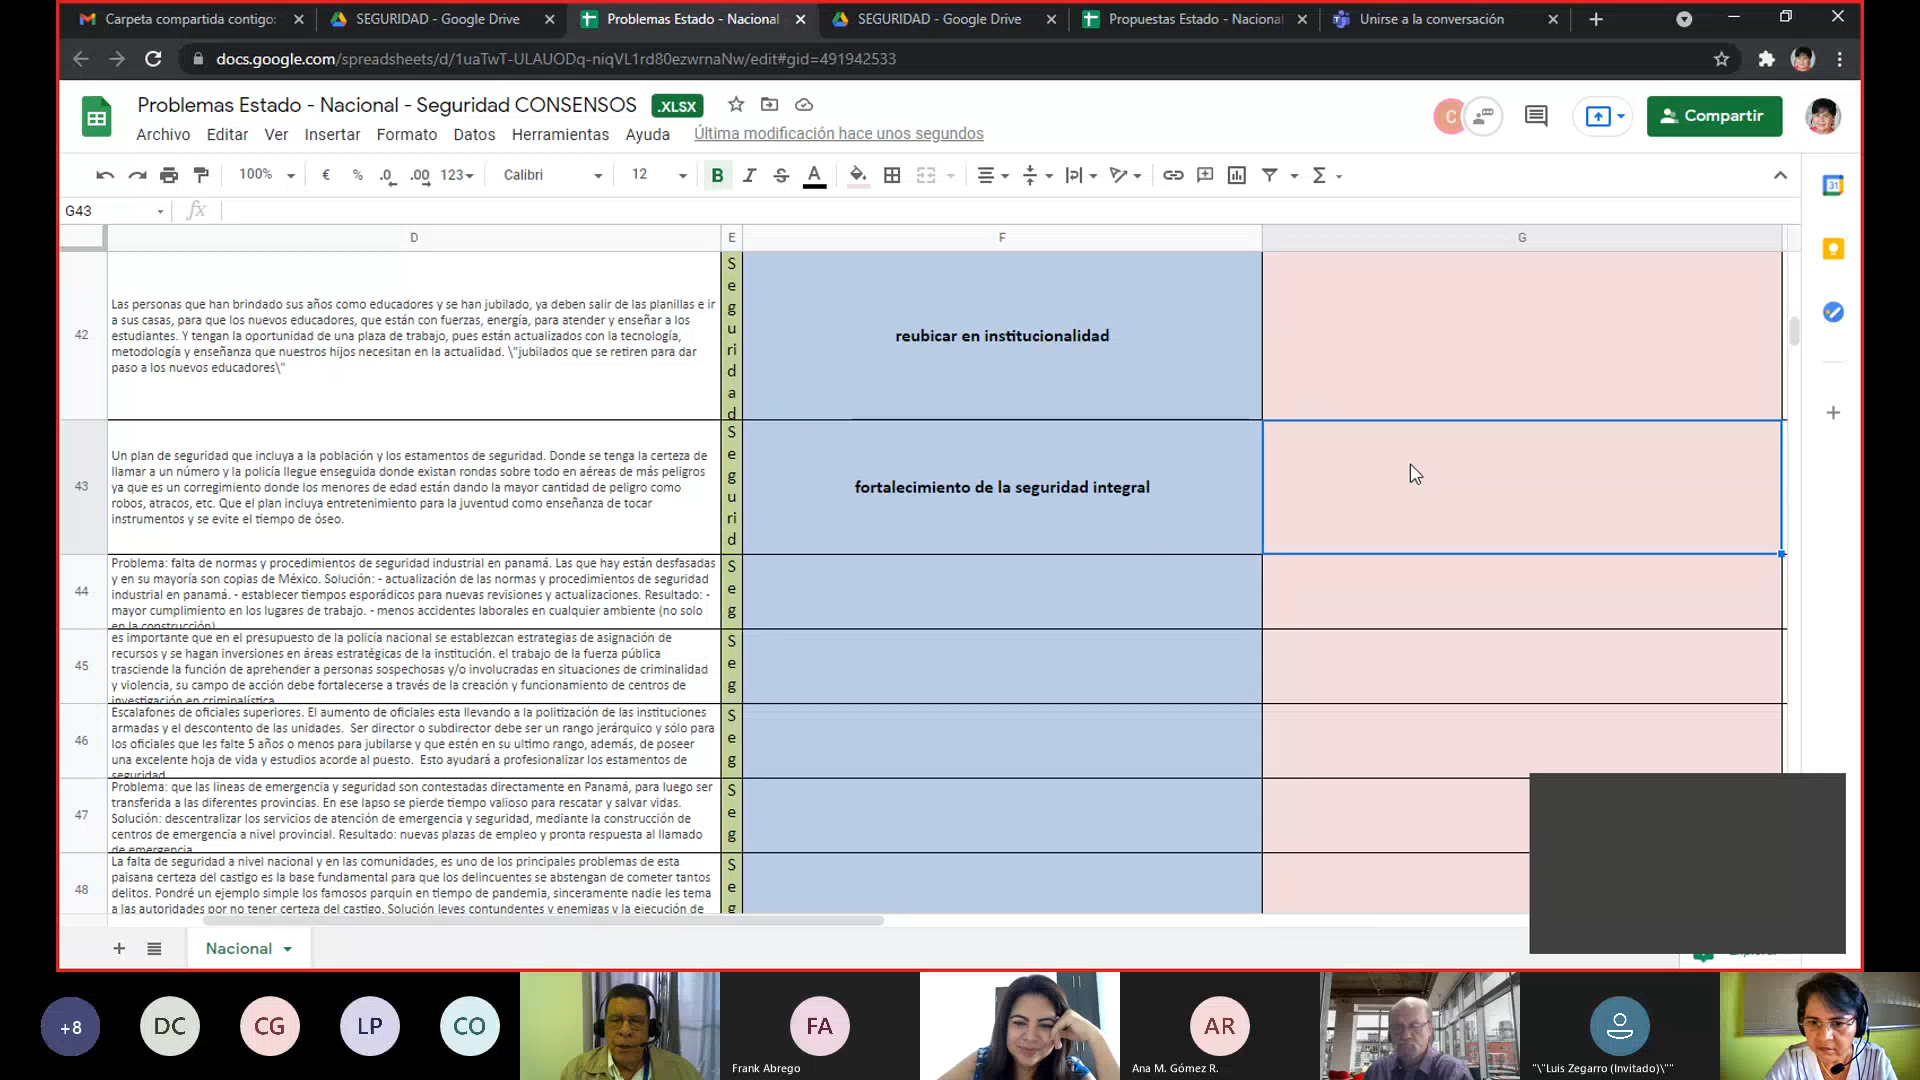 Carpeta compartida contigo:
SEGURIDAD - Google Drive
Problemas Estado - Nacional
SEGURIDAD - Google Drive
Propuestas Estado - Nacional
Unirse a la conversación
docs.google.com/spreadsheets/d/1uaTwT-ULAUODq-niqVL1rd80ezwrnaNw/edit#gid=491942533
Problemas Estado - Nacional - Seguridad CONSENSOS .XLSX
Archivo Editar Ver Insertar Formato Datos Herramientas Ayuda Última modificación hace unos segundos
C
Compartir
100% € % .0 .00 123 Calibri 12 B I S A Σ
31
G43 fx
D E F G
42
Las personas que han brindado sus años como educadores y se han jubilado, ya deben salir de las planillas e ir
a sus casas, para que los nuevos educadores, que están con fuerzas, energía, para atender y enseñar a los
estudiantes. Y tengan la oportunidad de una plaza de trabajo, pues están actualizados con la tecnología,
metodología y enseñanza que nuestros hijos necesitan en la actualidad. \"jubilados que se retiren para dar
paso a los nuevos educadores\"
S
e
g
u
ri
d
a
d
reubicar en institucionalidad
43
Un plan de seguridad que incluya a la población y los estamentos de seguridad. Donde se tenga la certeza de
llamar a un número y la policía llegue enseguida donde existan rondas sobre todo en aéreas de más peligros
ya que es un corregimiento donde los menores de edad están dando la mayor cantidad de peligro como
robos, atracos, etc. Que el plan incluya entretenimiento para la juventud como enseñanza de tocar
instrumentos y se evite el tiempo de óseo.
S
e
g
u
ri
d
fortalecimiento de la seguridad integral
44
Problema: falta de normas y procedimientos de seguridad industrial en panamá. Las que hay están desfasadas
y en su mayoría son copias de México. Solución: - actualización de las normas y procedimientos de seguridad
industrial en panamá. - establecer tiempos esporádicos para nuevas revisiones y actualizaciones. Resultado: -
mayor cumplimiento en los lugares de trabajo. - menos accidentes laborales en cualquier ambiente (no solo
en la construcción)
S
e
g
45
es importante que en el presupuesto de la policía nacional se establezcan estrategias de asignación de
recursos y se hagan inversiones en áreas estratégicas de la institución. el trabajo de la fuerza pública
trasciende la función de aprehender a personas sospechosas y/o involucradas en situaciones de criminalidad
y violencia, su campo de acción debe fortalecerse a través de la creación y funcionamiento de centros de
investigación en criminalística
S
e
g
46
Escalafones de oficiales superiores. El aumento de oficiales esta llevando a la politización de las instituciones
armadas y el descontento de las unidades. Ser director o subdirector debe ser un rango jerárquico y sólo para
los oficiales que les falte 5 años o menos para jubilarse y que estén en su ultimo rango, además, de poseer
una excelente hoja de vida y estudios acorde al puesto. Esto ayudará a profesionalizar los estamentos de
seguridad
S
e
g
47
Problema: que las lineas de emergencia y seguridad son contestadas directamente en Panamá, para luego ser
transferida a las diferentes provincias. En ese lapso se pierde tiempo valioso para rescatar y salvar vidas.
Solución: descentralizar los servicios de atención de emergencia y seguridad, mediante la construcción de
centros de emergencia a nivel provincial. Resultado: nuevas plazas de empleo y pronta respuesta al llamado
de emergencia
S
e
g
48
La falta de seguridad a nivel nacional y en las comunidades, es uno de los principales problemas de esta
paisana certeza del castigo es la base fundamental para que los delincuentes se abstengan de cometer tantos
delitos. Pondré un ejemplo simple los famosos parquin en tiempo de pandemia, sinceramente nadie les tema
a las autoridades por no tener certeza del castigo. Solución leyes contundentes y enemigas y la ejecución de
S
e
g
Nacional
+8 DC CG LP CO FA AR
Frank Abrego
Ana M. Gómez R.
"\"Luis Zegarro (Invitado)\""